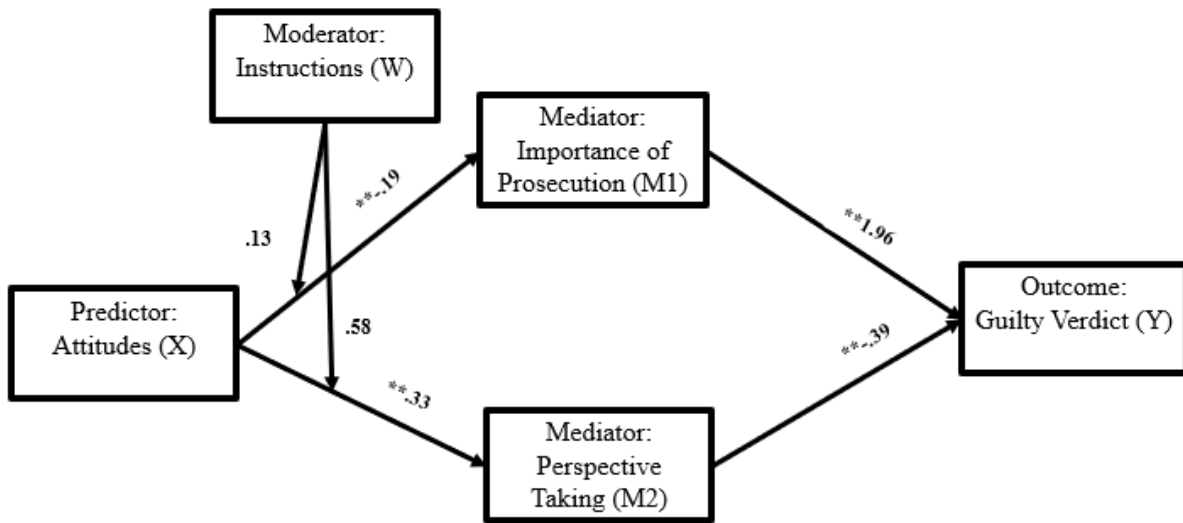 Moderator:
Instructions (W)
Mediator:
Importance of
Prosecution (M1)
**-.19
.13
**1.96
Predictor:
Attitudes (X)
Outcome:
Guilty Verdict (Y)
.58
**-.39
**.33
Mediator:
Perspective
Taking (M2)